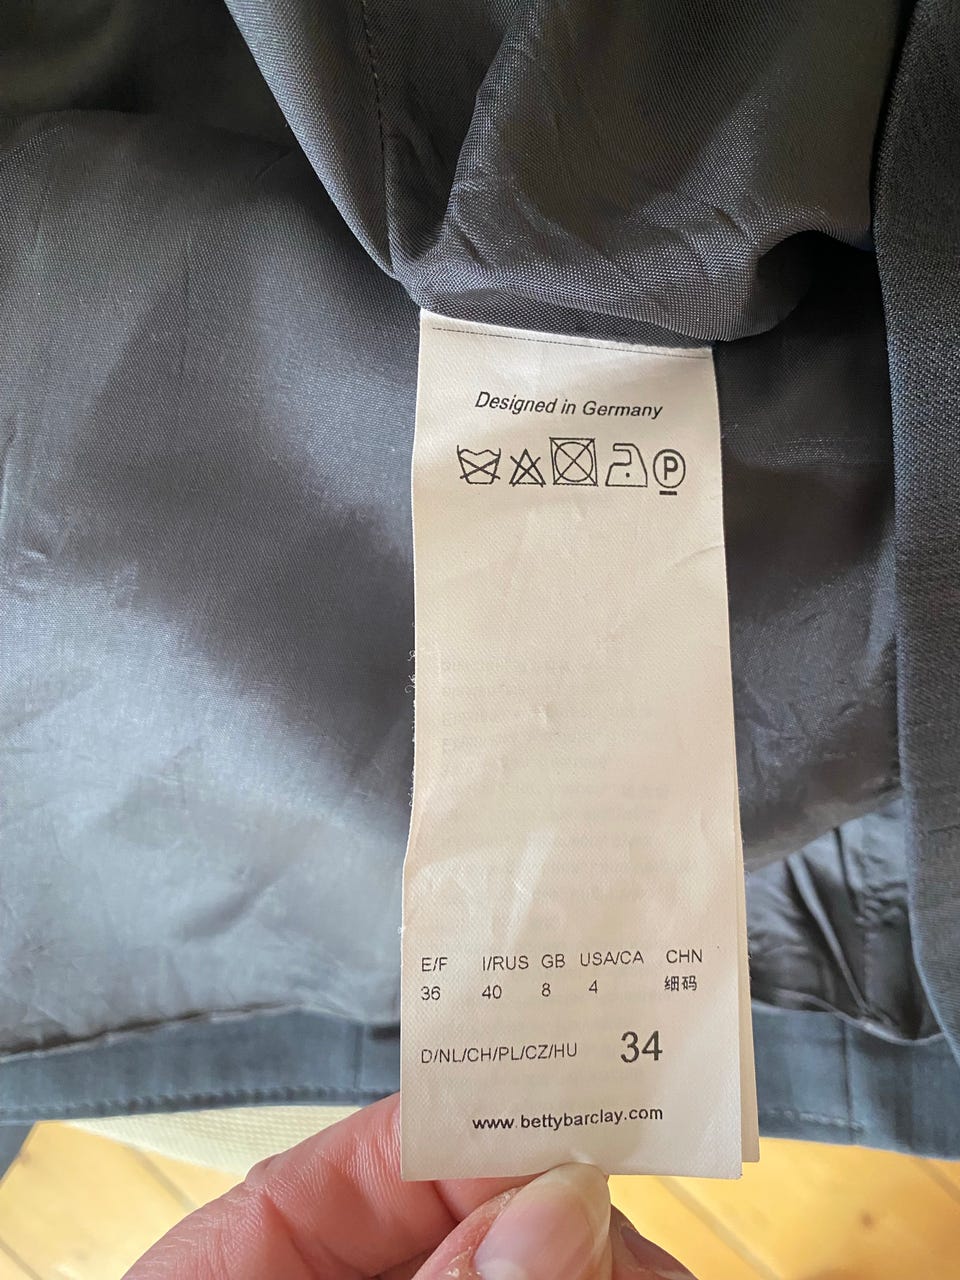 Designed in Germany
P
E/F I/RUS GB USA/CA CHN
36 40 8 4 细码
D/NL/CH/PL/CZ/HU 34
www.bettybarclay.com